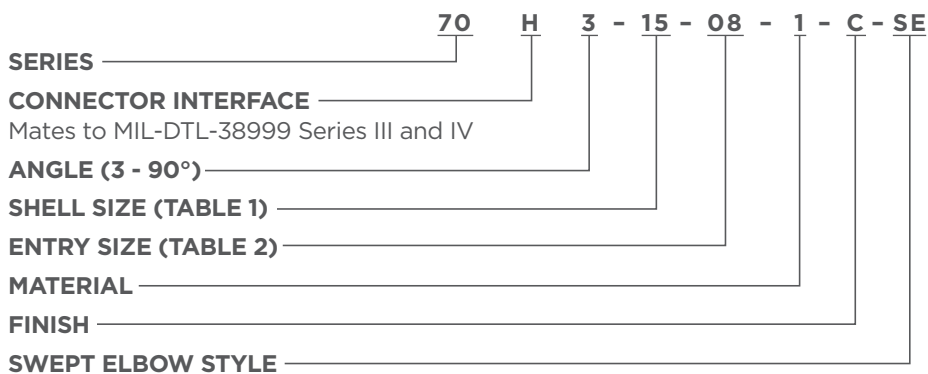 70 H 3 - 15 - 08 - 1 - C - SE
SERIES
CONNECTOR INTERFACE
Mates to MIL-DTL-38999 Series III and IV
ANGLE (3 - 90°)
SHELL SIZE (TABLE 1)
ENTRY SIZE (TABLE 2)
MATERIAL
FINISH
SWEPT ELBOW STYLE